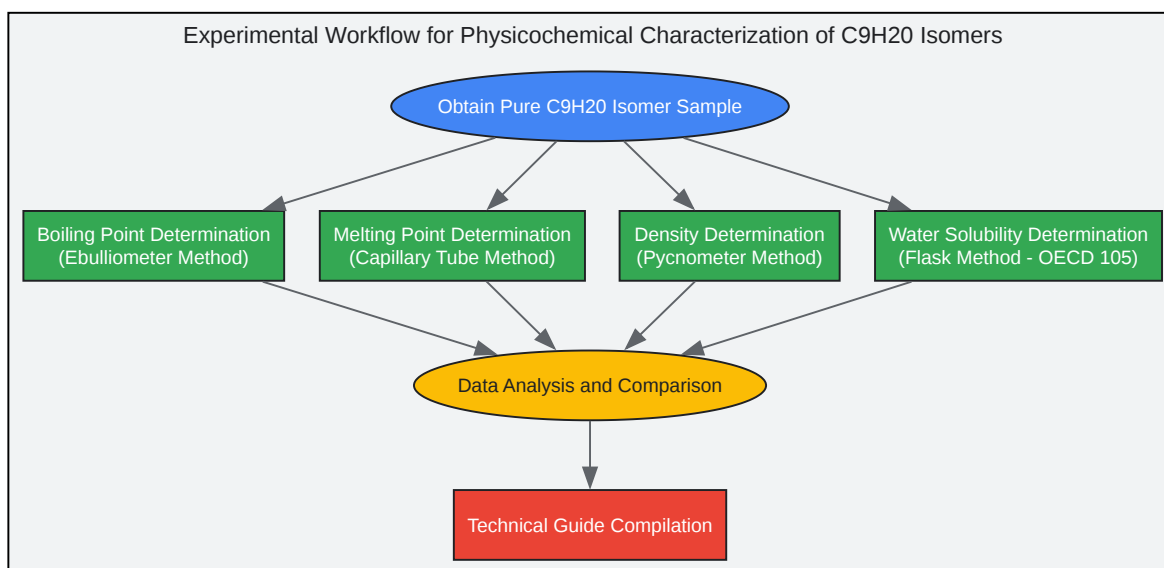 Experimental Workflow for Physicochemical Characterization of C9H20 Isomers
Obtain Pure C9H20 Isomer Sample
Boiling Point Determination
(Ebulliometer Method)
Melting Point Determination
(Capillary Tube Method)
Density Determination
(Pycnometer Method)
Water Solubility Determination
(Flask Method - OECD 105)
Data Analysis and Comparison
Technical Guide Compilation